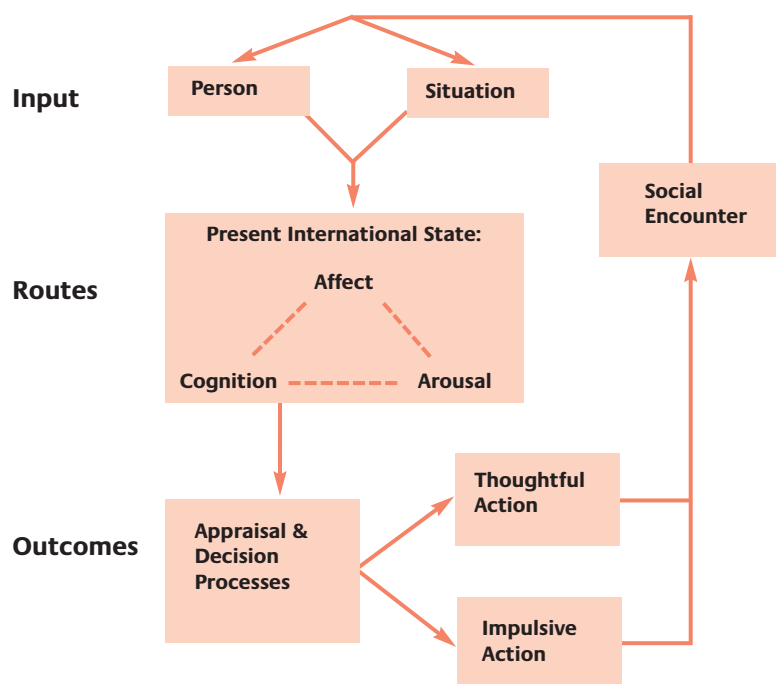 Input
Person
Situation
Social
Encounter
Routes
Present International State:
Affect
Cognition
Arousal
Outcomes
Appraisal &
Decision
Processes
Thoughtful
Action
Impulsive
Action